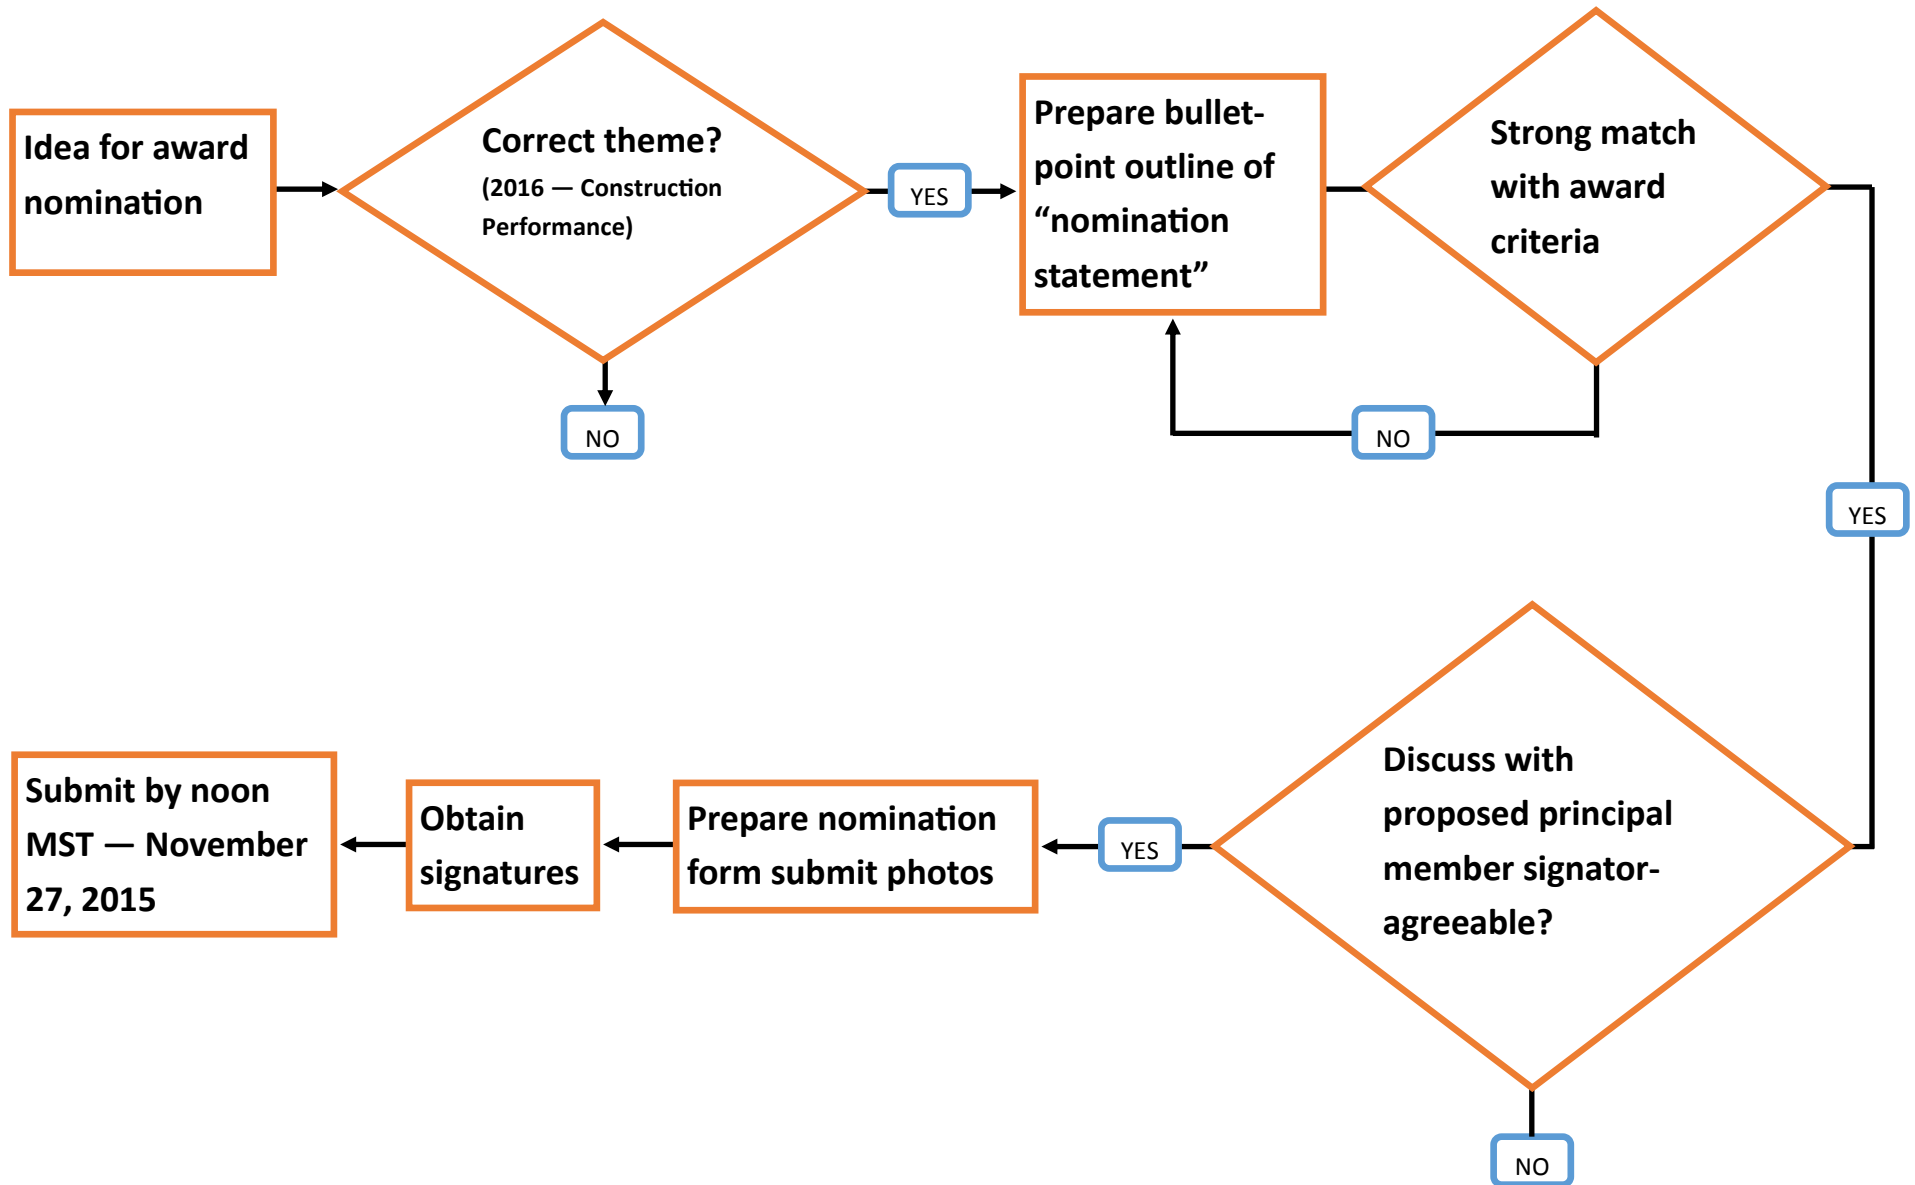 Idea for award
nomination
Correct theme?
(2016 — Construction
Performance)
YES
NO
Prepare bullet-
point outline of
“nomination
statement”
Strong match
with award
criteria
NO
YES
Discuss with
proposed principal
member signator-
agreeable?
NO
YES
Prepare nomination
form submit photos
Obtain
signatures
Submit by noon
MST — November
27, 2015